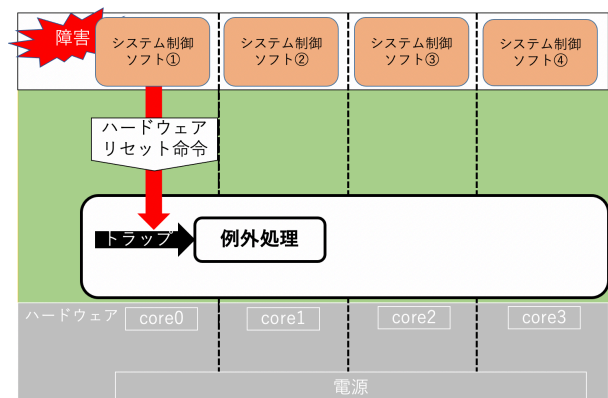 障害
システム制御
ソフト①
システム制御
ソフト②
システム制御
ソフト③
システム制御
ソフト④
ハードウェア
リセット命令
トラップ
例外処理
ハードウェア
core0
core1
core2
core3
電源